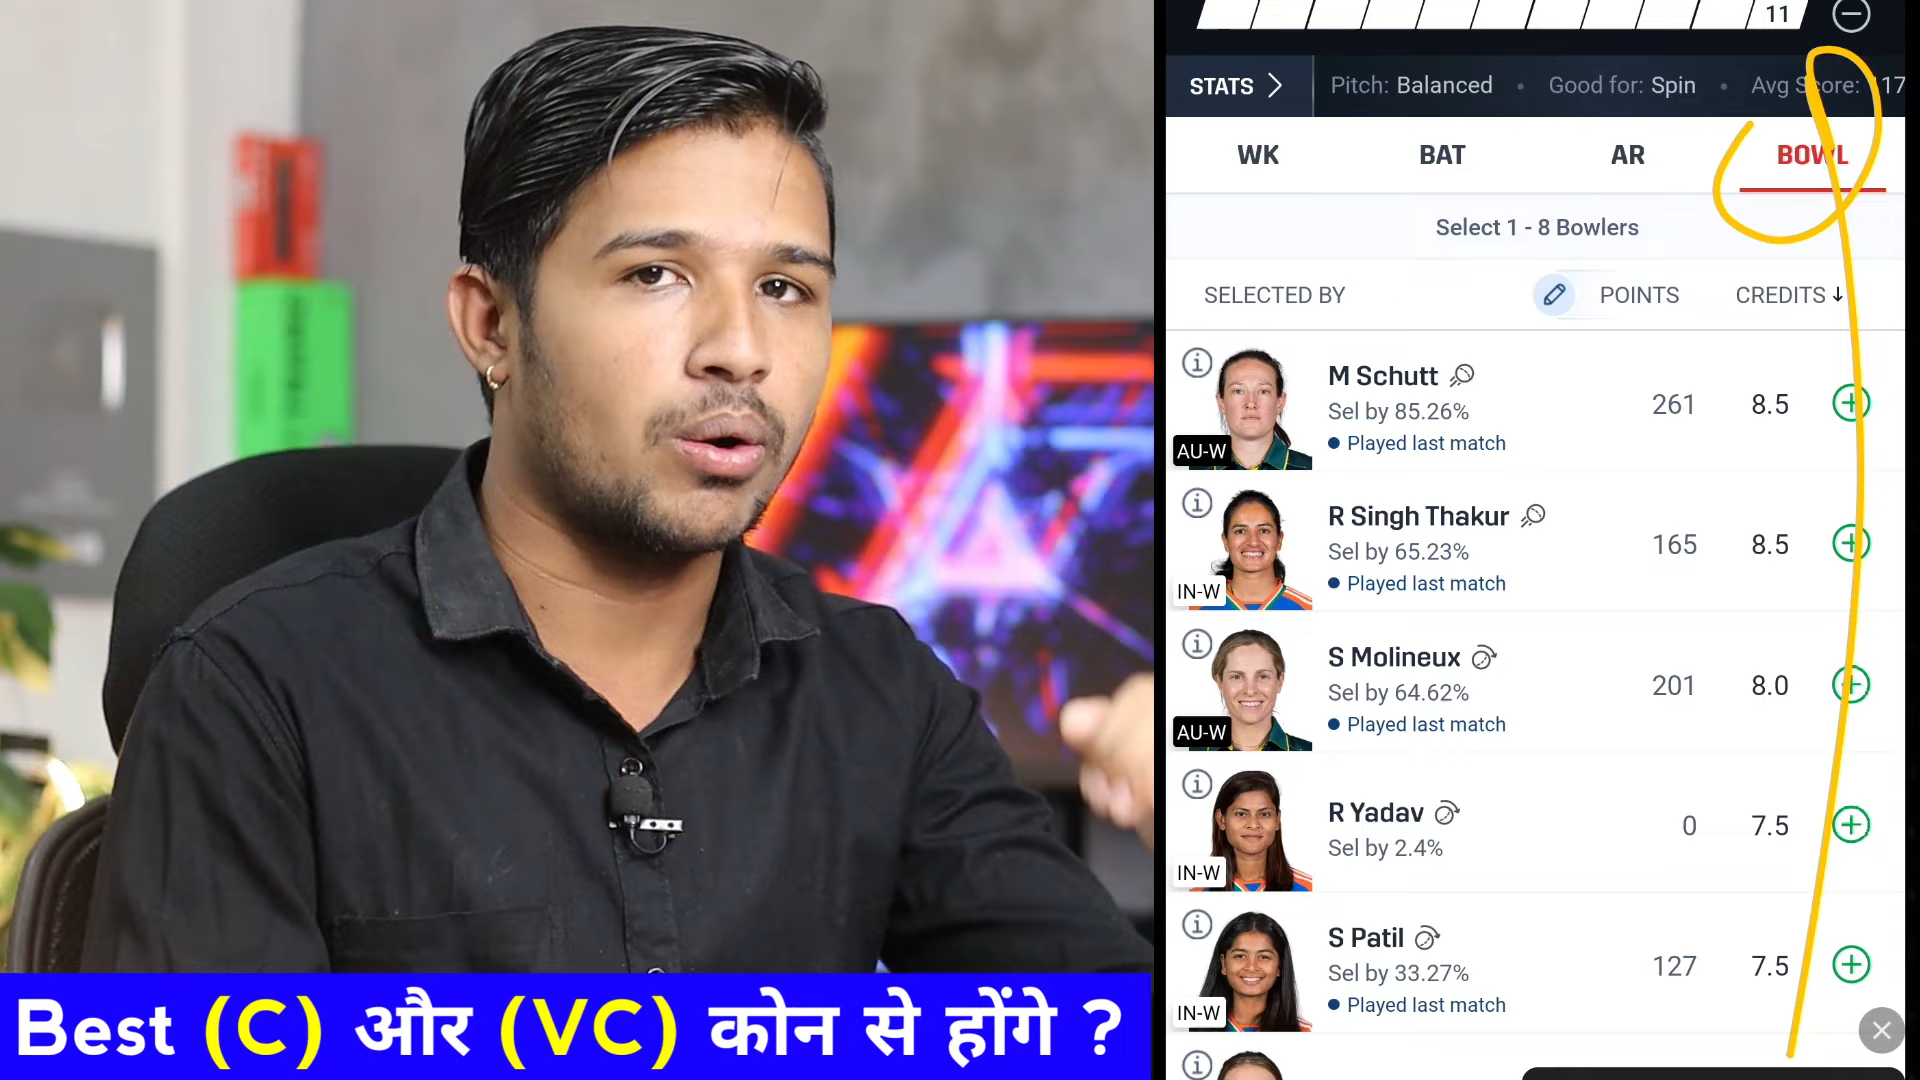 11
STATS
Pitch: Balanced • Good for: Spin • Avg Score: 117
WK BAT AR BOWL
Select 1 - 8 Bowlers
SELECTED BY POINTS CREDITS ↓
M Schutt
Sel by 85.26% 261 8.5
Played last match
AU-W
R Singh Thakur
Sel by 65.23% 165 8.5
Played last match
IN-W
S Molineux
Sel by 64.62% 201 8.0
Played last match
AU-W
R Yadav
Sel by 2.4% 0 7.5
IN-W
S Patil
Sel by 33.27% 127 7.5
Played last match
IN-W
Best (C) और (VC) कोन से होंगे ?